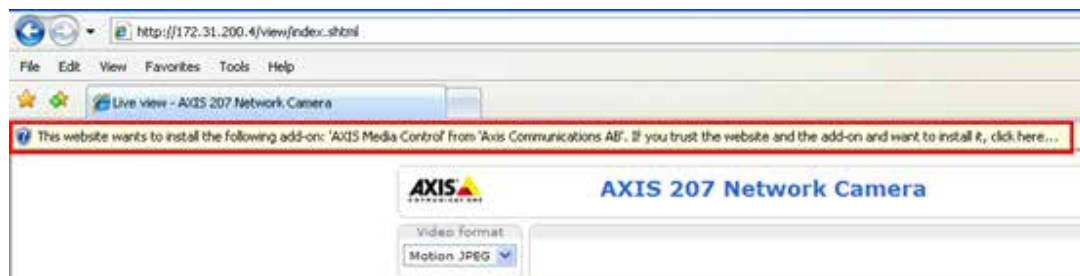 http://172.31.200.4/view/index.shtml
File Edit View Favorites Tools Help
Live view - AXIS 207 Network Camera
This website wants to install the following add-on: 'AXIS Media Control' from 'Axis Communications AB'. If you trust the website and the add-on and want to install it, click here...
AXIS AXIS 207 Network Camera
COMMUNICATIONS
Video format
Motion JPEG